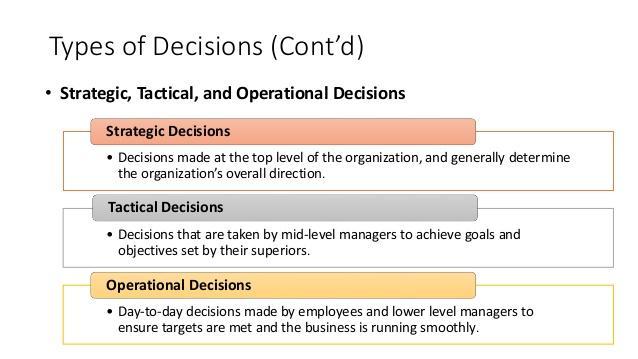 Types of Decisions (Cont’d)
• Strategic, Tactical, and Operational Decisions
Strategic Decisions
• Decisions made at the top level of the organization, and generally determine
the organization’s overall direction.
Tactical Decisions
• Decisions that are taken by mid-level managers to achieve goals and
objectives set by their superiors.
Operational Decisions
• Day-to-day decisions made by employees and lower level managers to
ensure targets are met and the business is running smoothly.